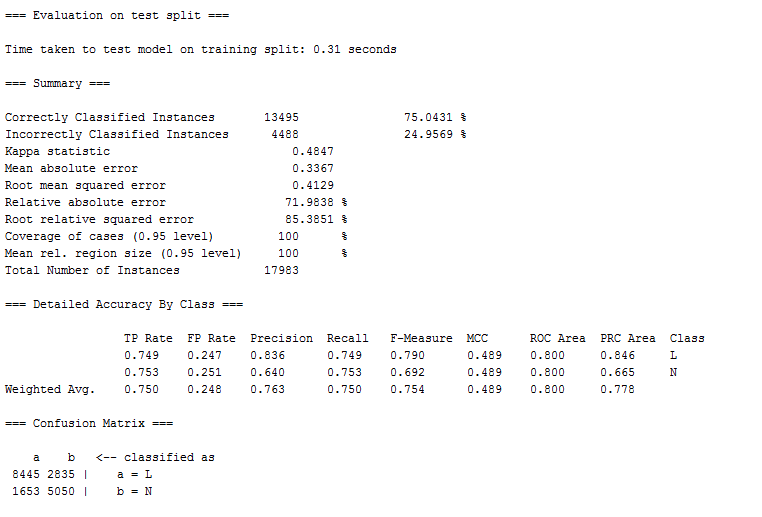 === Evaluation on test split ===
Time taken to test model on training split: 0.31 seconds
=== Summary ===
Correctly Classified Instances 13495 75.0431 %
Incorrectly Classified Instances 4488 24.9569 %
Kappa statistic 0.4847
Mean absolute error 0.3367
Root mean squared error 0.4129
Relative absolute error 71.9838 %
Root relative squared error 85.3851 %
Coverage of cases (0.95 level) 100 %
Mean rel. region size (0.95 level) 100 %
Total Number of Instances 17983
=== Detailed Accuracy By Class ===
TP Rate FP Rate Precision Recall F-Measure MCC ROC Area PRC Area Class
0.749 0.247 0.836 0.749 0.790 0.489 0.800 0.846 L
0.753 0.251 0.640 0.753 0.692 0.489 0.800 0.665 N
Weighted Avg. 0.750 0.248 0.763 0.750 0.754 0.489 0.800 0.778
=== Confusion Matrix ===
a b <-- classified as
8445 2835 | a = L
1653 5050 | b = N